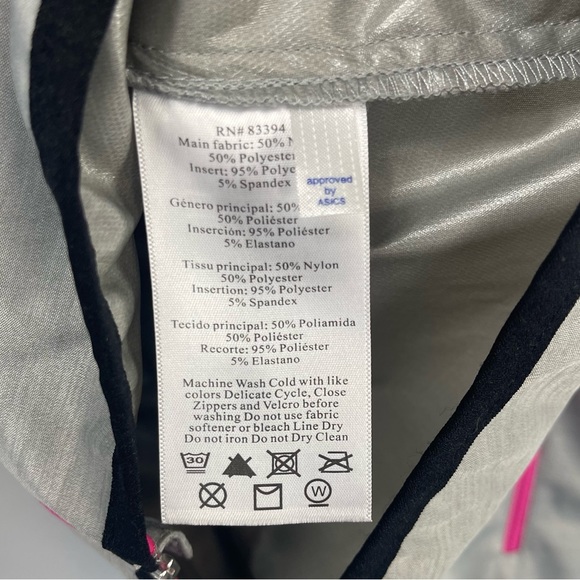 RN# 83394
Main fabric: 50%
50% Polyester
Insert: 95%
5% Spandex
approved
by
ASICS
Género principal: 50%
50% Poliéster
Inserción: 95% Poliéster
5% Elastano
Tissu principal: 50% Nylon
50% Polyester
Insertion: 95% Polyester
5% Spandex
Tecido principal: 50% Poliamida
50% Poliéster
Recorte: 95% Poliéster
5% Elastano
Machine Wash Cold with like
colors Delicate Cycle, Close
Zippers and Velcro before
washing Do not use fabric
softener or bleach Line Dry
Do not iron Do not Dry Clean
30
W